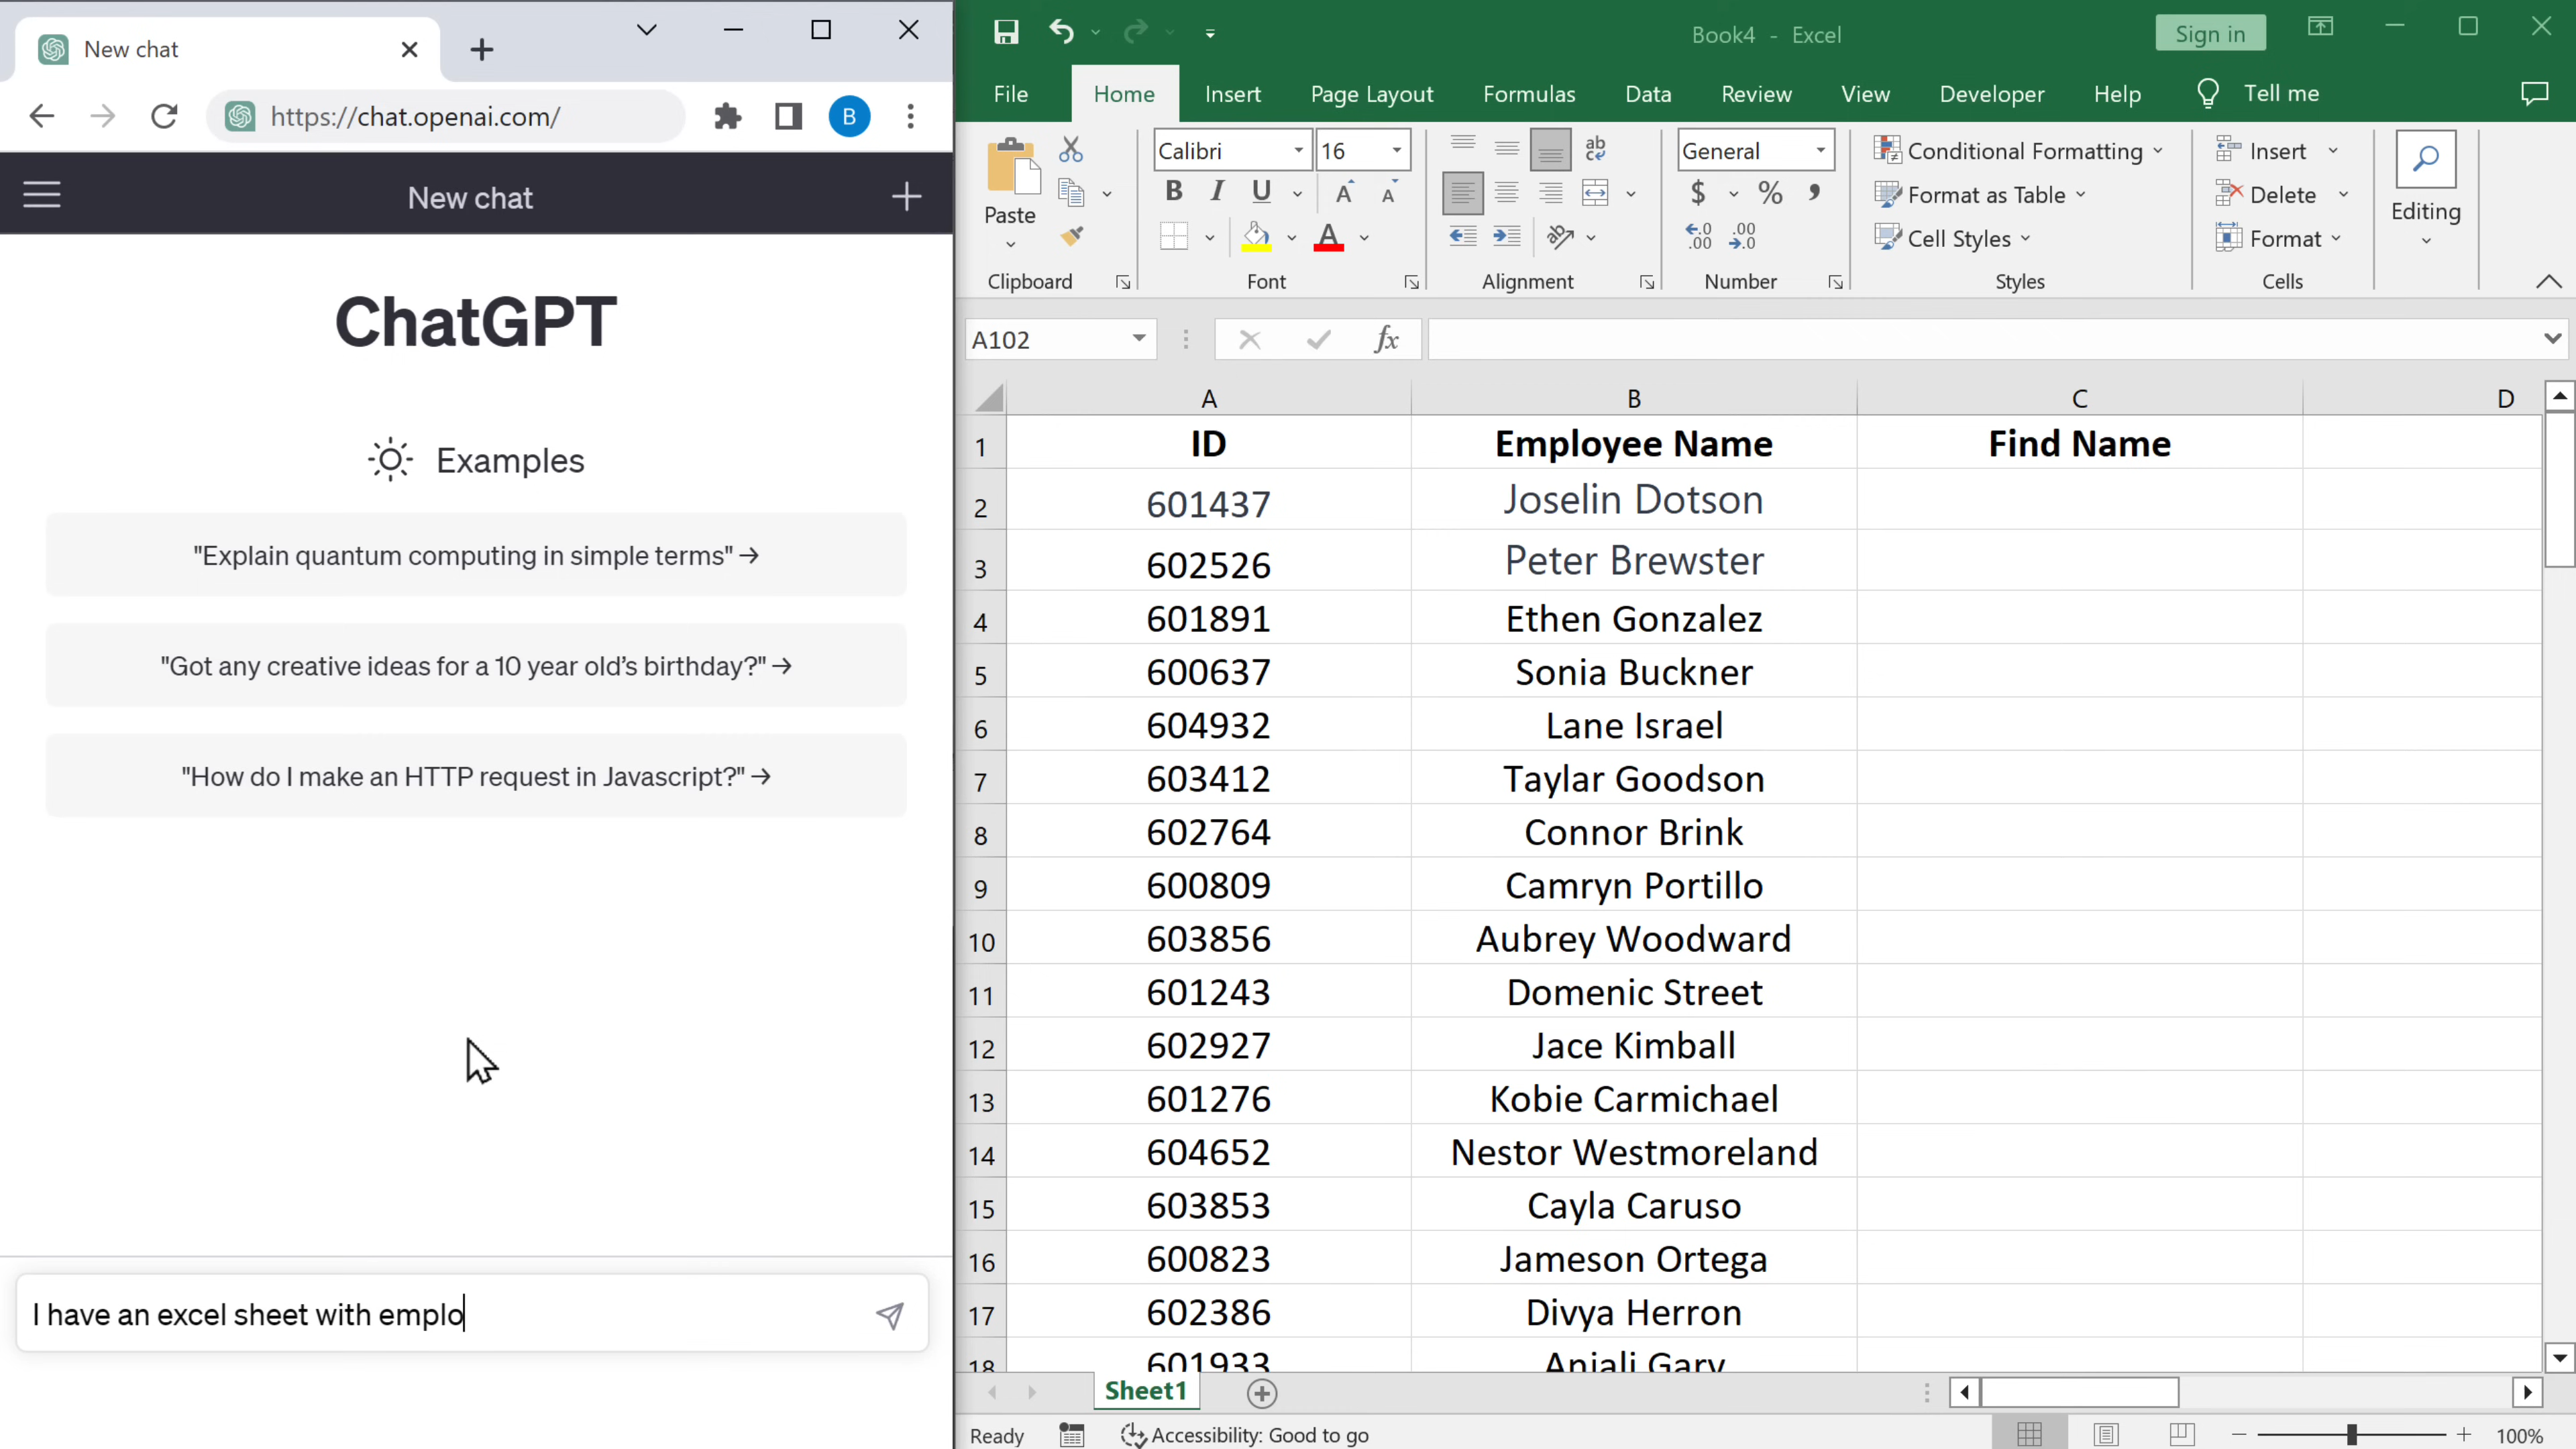 New chat
https://chat.openai.com/
B
New chat
ChatGPT
Examples
"Explain quantum computing in simple terms" →
"Got any creative ideas for a 10 year old's birthday?" →
"How do I make an HTTP request in Javascript?" →
I have an excel sheet with emplo
Book4 - Excel
Sign in
File Home Insert Page Layout Formulas Data Review View Developer Help Tell me
Paste
Calibri 16
B I U A A
A
ab
General
$ % ,
.00 .00
Conditional Formatting
Format as Table
Cell Styles
Insert
Delete
Format
Editing
Clipboard Font Alignment Number Styles Cells
A102 fx
A B C D
1 ID Employee Name Find Name
2 601437 Joselin Dotson
3 602526 Peter Brewster
4 601891 Ethen Gonzalez
5 600637 Sonia Buckner
6 604932 Lane Israel
7 603412 Taylar Goodson
8 602764 Connor Brink
9 600809 Camryn Portillo
10 603856 Aubrey Woodward
11 601243 Domenic Street
12 602927 Jace Kimball
13 601276 Kobie Carmichael
14 604652 Nestor Westmoreland
15 603853 Cayla Caruso
16 600823 Jameson Ortega
17 602386 Divya Herron
18 601933 Anjali Gary
Sheet1
Ready Accessibility: Good to go 100%